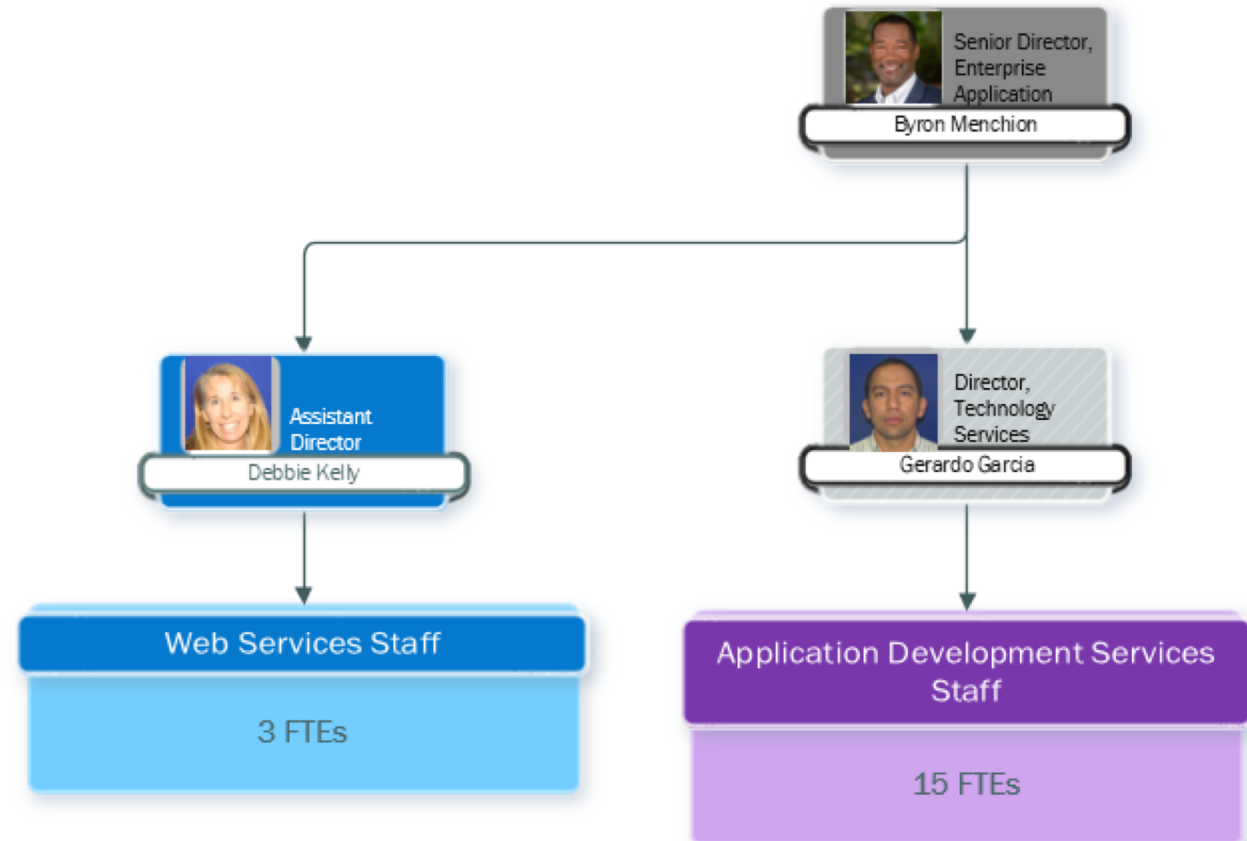 Senior Director,
Enterprise
Application
Byron Menchion
Assistant
Director
Debbie Kelly
Director,
Technology
Services
Gerardo Garcia
Web Services Staff
3 FTEs
Application Development Services
Staff
15 FTEs